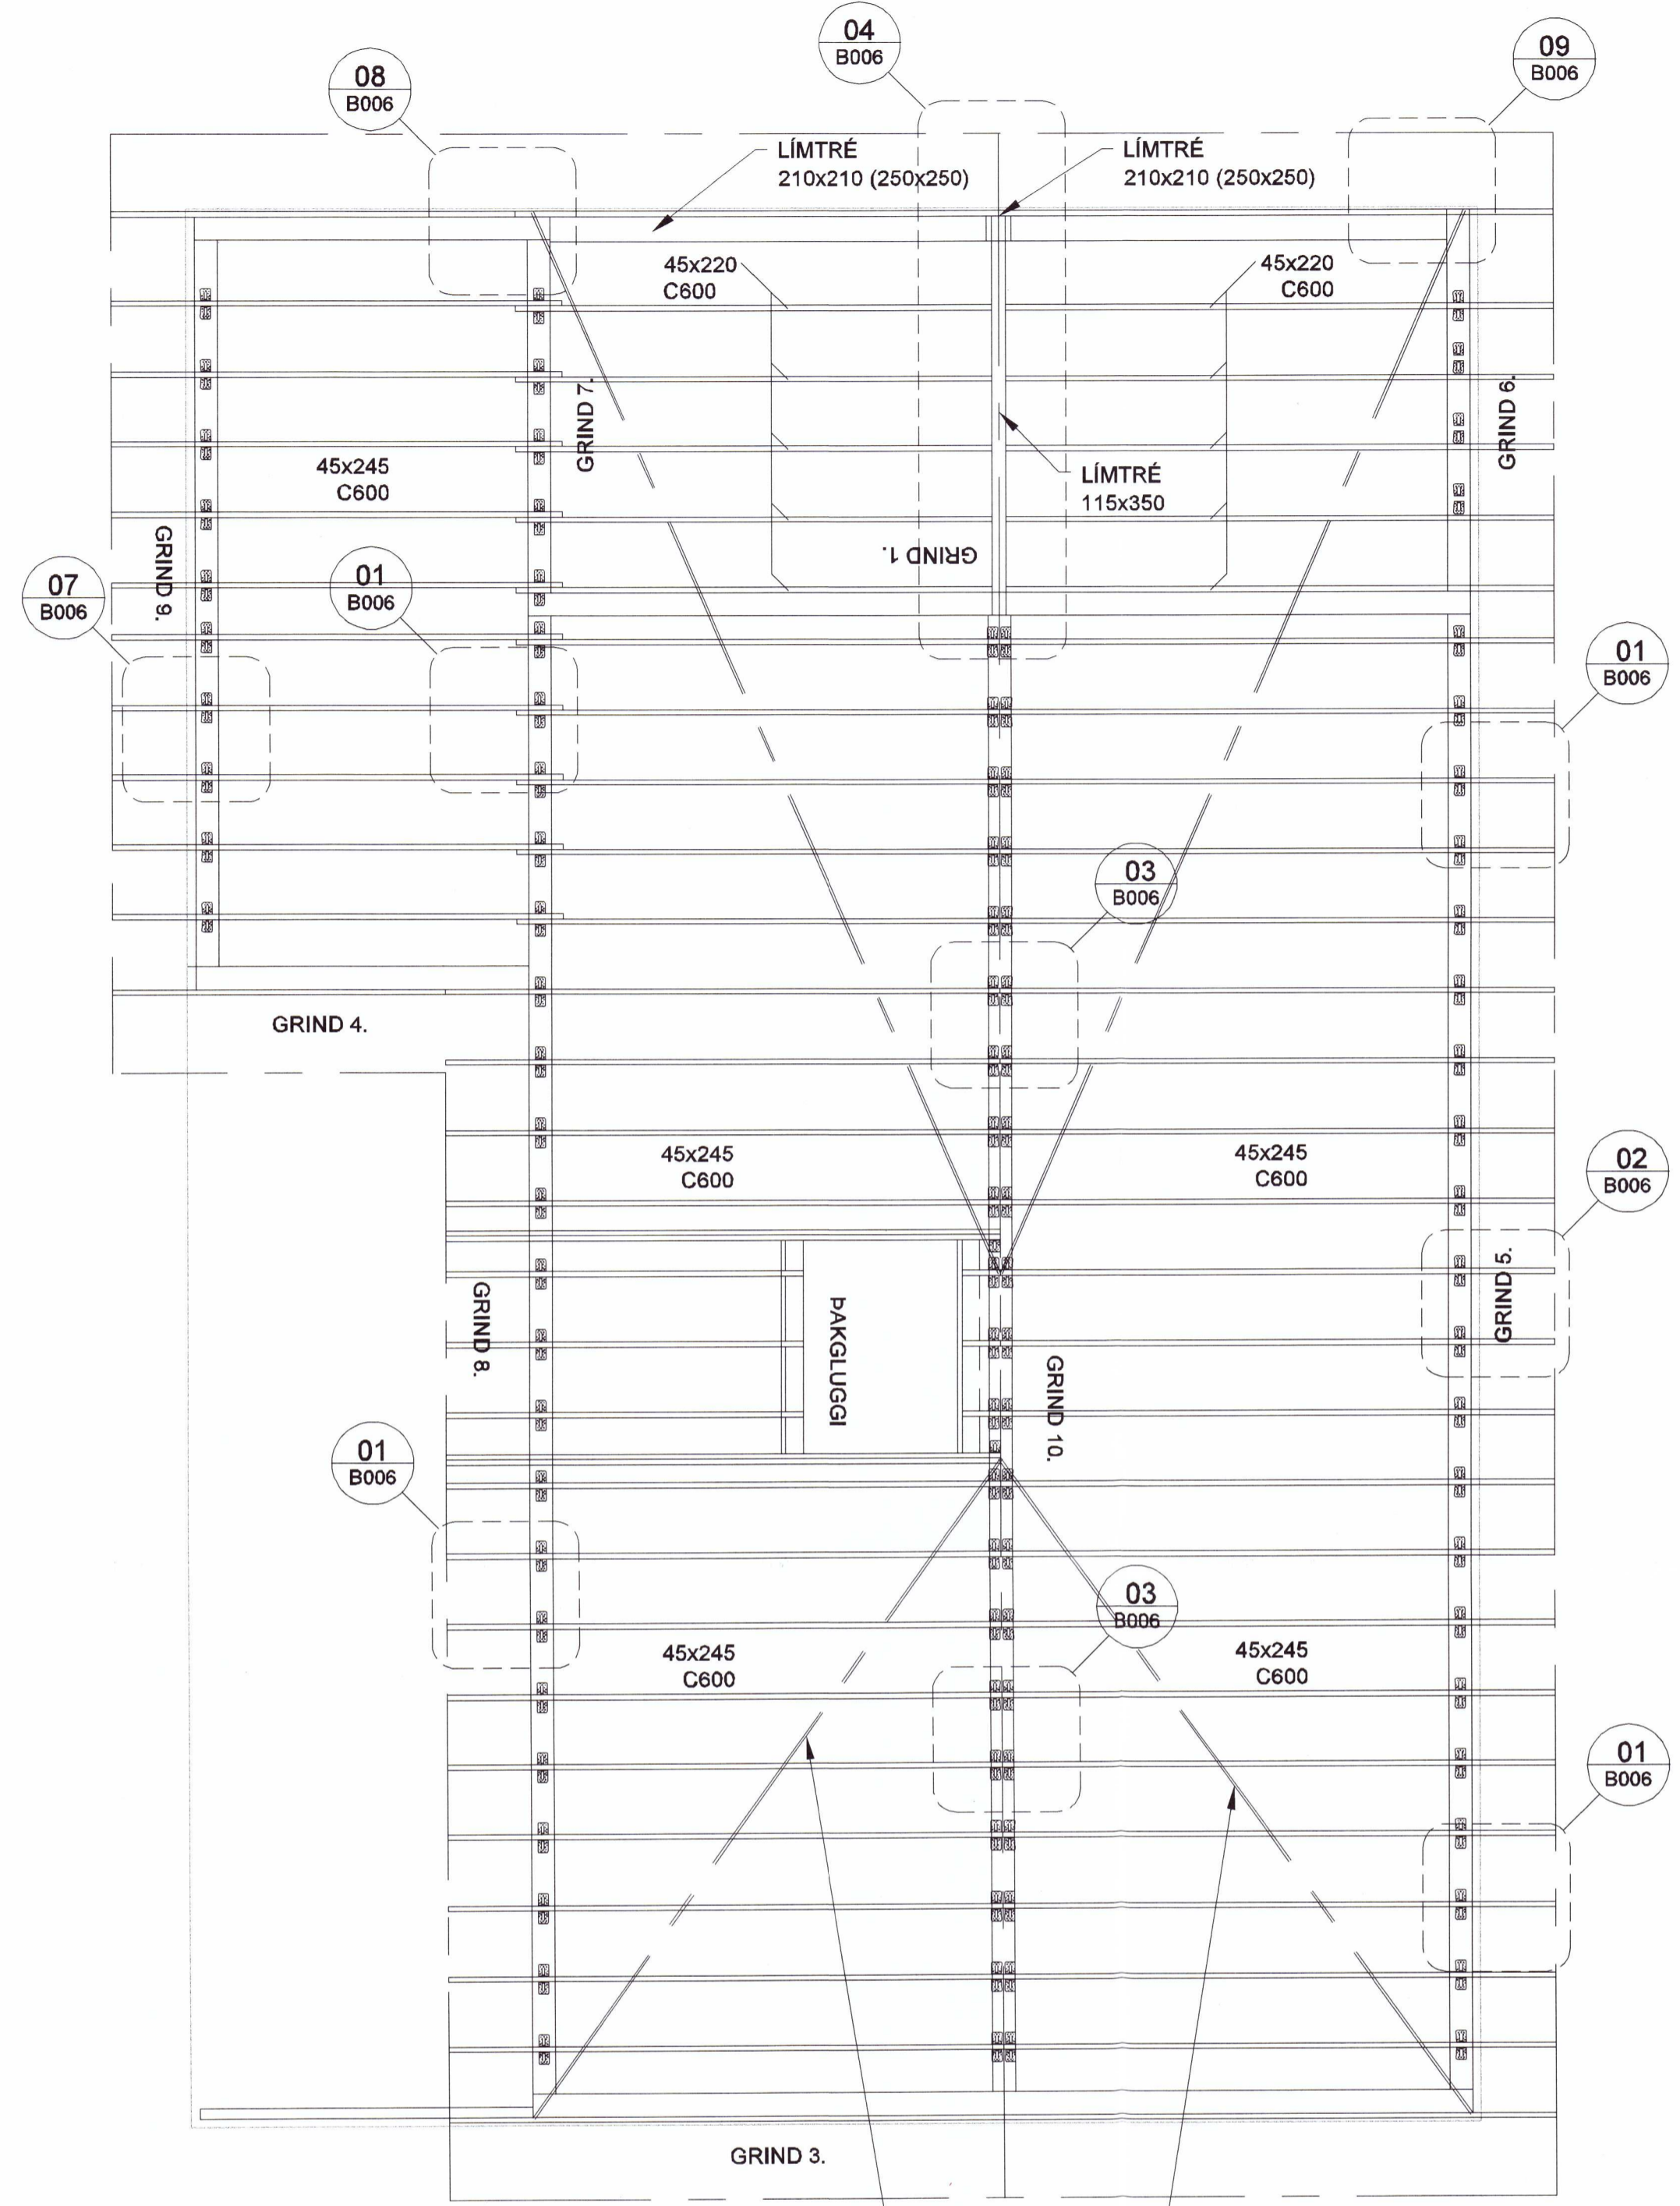 04
B006
09
B006
08
B006
LÍMTRÉ
210x210 (250x250)
LÍMTRÉ
210x210 (250x250)
45x220
C600
45x220
C600
GRIND 7.
GRIND 6.
45x245
C600
LÍMTRÉ
115x350
GRIND 9.
GRIND 1.
07
B006
01
B006
01
B006
03
B006
GRIND 4.
45x245
C600
45x245
C600
02
B006
GRIND 5.
GRIND 8.
ÞAKGLUGGI
GRIND 10.
01
B006
03
B006
45x245
C600
45x245
C600
01
B006
GRIND 3.